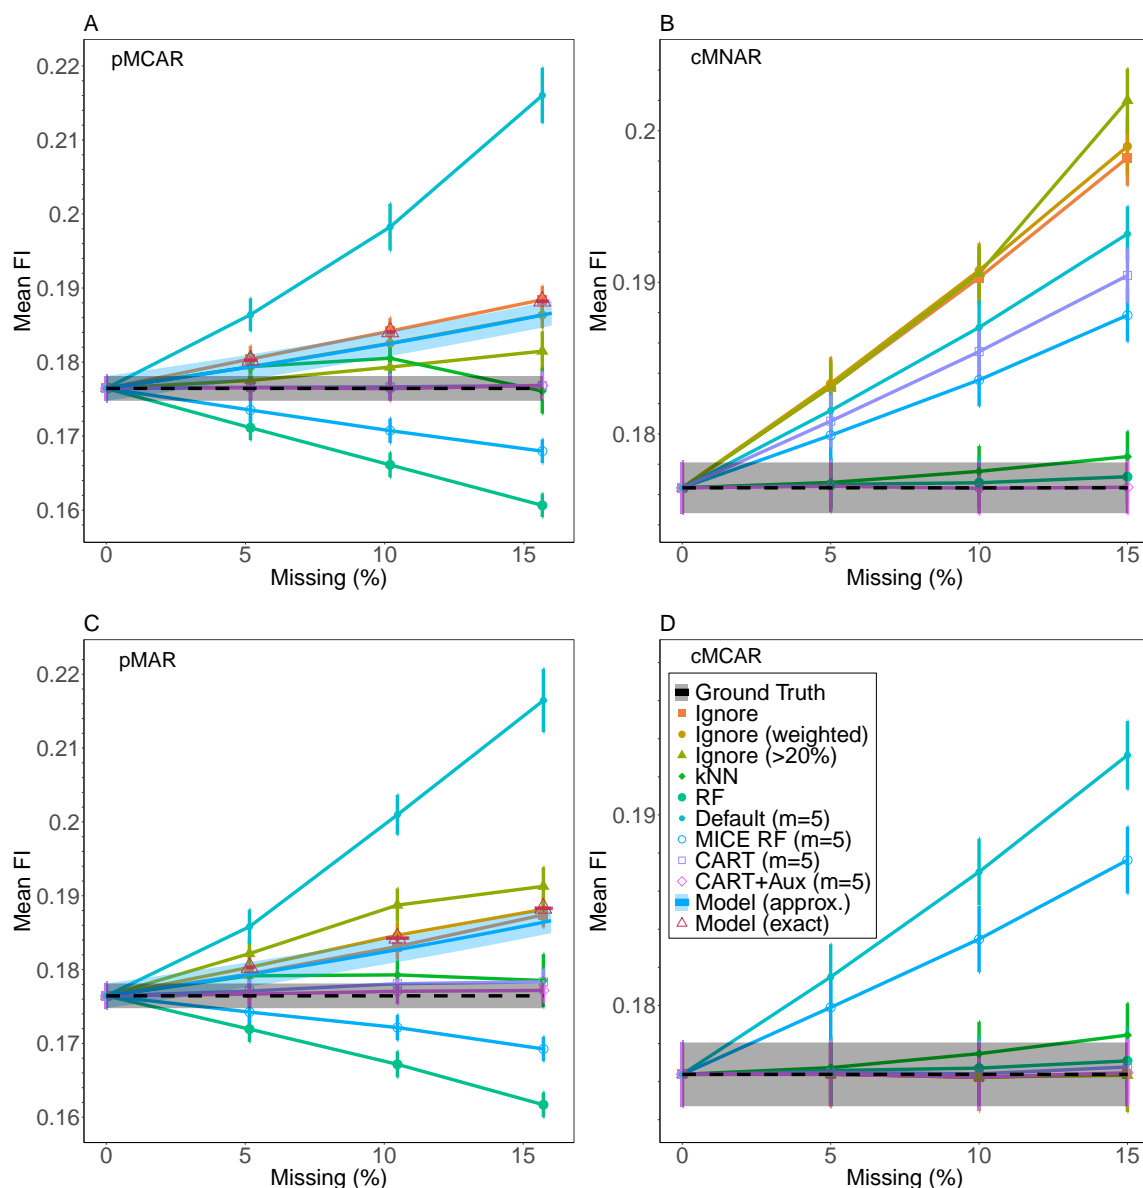 A
pMCAR
0.22
0.21
0.2
0.19
0.18
0.17
0.16
Mean FI
0 5 10 15
Missing (%)
B
cMNAR
0.2
0.19
0.18
Mean FI
0 5 10 15
Missing (%)
C
pMAR
0.22
0.21
0.2
0.19
0.18
0.17
0.16
Mean FI
0 5 10 15
Missing (%)
D
cMCAR
Ground Truth
Ignore
Ignore (weighted)
Ignore (>20%)
kNN
RF
Default (m=5)
MICE RF (m=5)
CART (m=5)
CART+Aux (m=5)
Model (approx.)
Model (exact)
0.19
0.18
Mean FI
0 5 10 15
Missing (%)